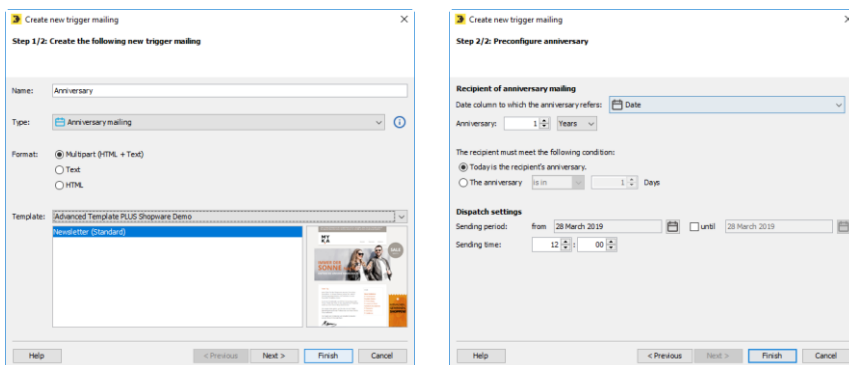 Create new trigger mailing
Step 1/2: Create the following new trigger mailing
Name: Anniversary
Type: Anniversary mailing
Format: Multipart (HTML + Text)
Text
HTML
Template: Advanced Template PLUS Shopware Demo
Newsletter (Standard)
SALE
SONNE
Help < Previous Next > Finish Cancel
Create new trigger mailing
Step 2/2: Preconfigure anniversary
Recipient of anniversary mailing
Date column to which the anniversary refers: Date
Anniversary: 1 Years
The recipient must meet the following condition:
Today is the recipient's anniversary.
The anniversary is in 1 Days
Dispatch settings
Sending period: from 28 March 2019 until 28 March 2019
Sending time: 12 : 00
Help < Previous Next > Finish Cancel